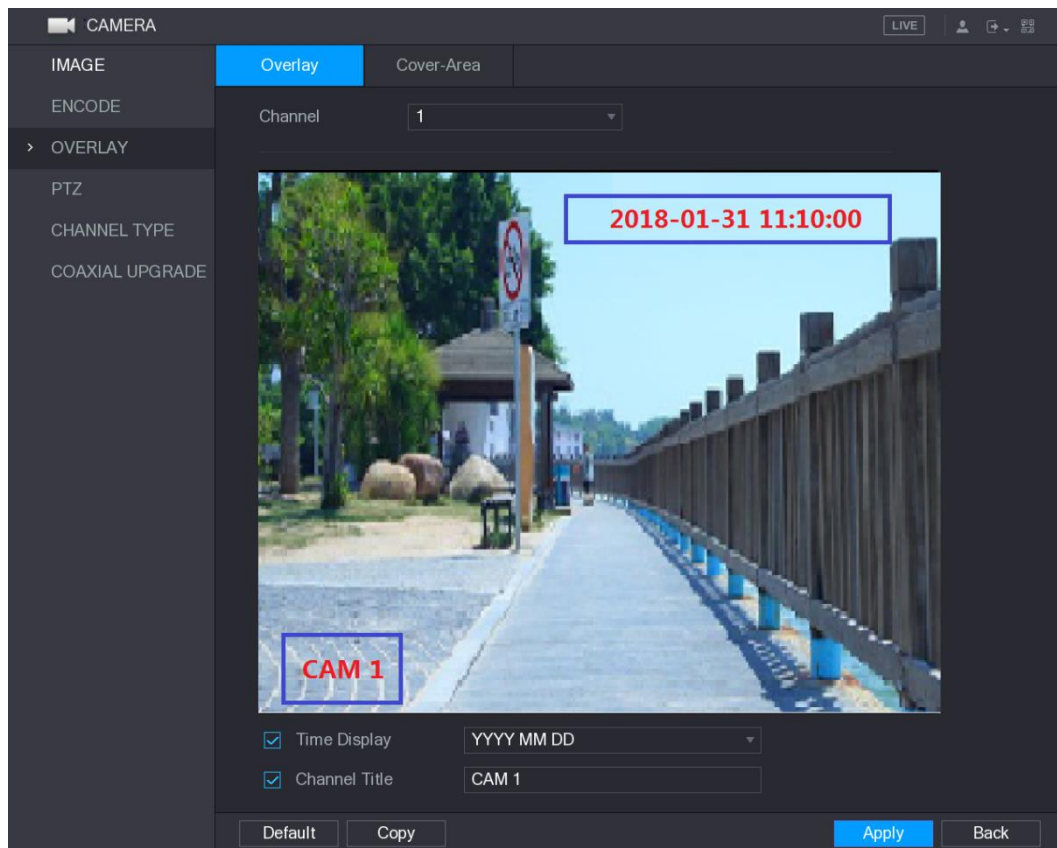 CAMERA
LIVE
IMAGE
ENCODE
OVERLAY
PTZ
CHANNEL TYPE
COAXIAL UPGRADE
Overlay Cover-Area
Channel 1
2018-01-31 11:10:00
CAM 1
Time Display YYYY MM DD
Channel Title CAM 1
Default Copy Apply Back